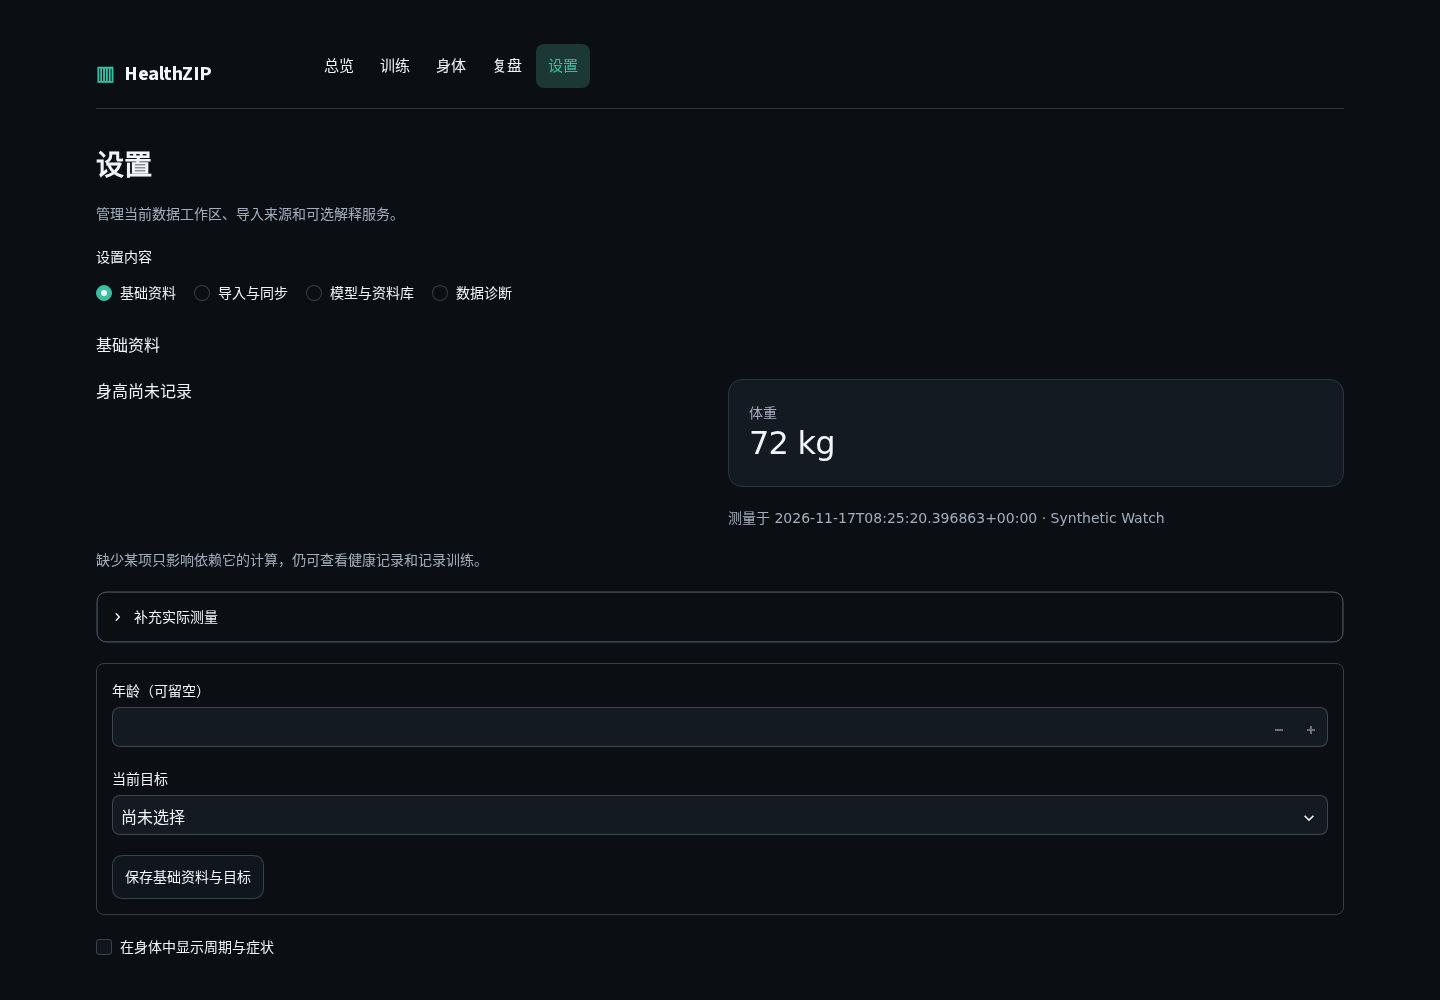 HealthZIP
总览 训练 身体 复盘 设置
设置
管理当前数据工作区、导入来源和可选解释服务。
设置内容
基础资料 导入与同步 模型与资料库 数据诊断
基础资料
身高尚未记录
体重
72 kg
测量于 2026-11-17T08:25:20.396863+00:00 · Synthetic Watch
缺少某项只影响依赖它的计算，仍可查看健康记录和记录训练。
补充实际测量
年龄（可留空）
当前目标
尚未选择
保存基础资料与目标
在身体中显示周期与症状